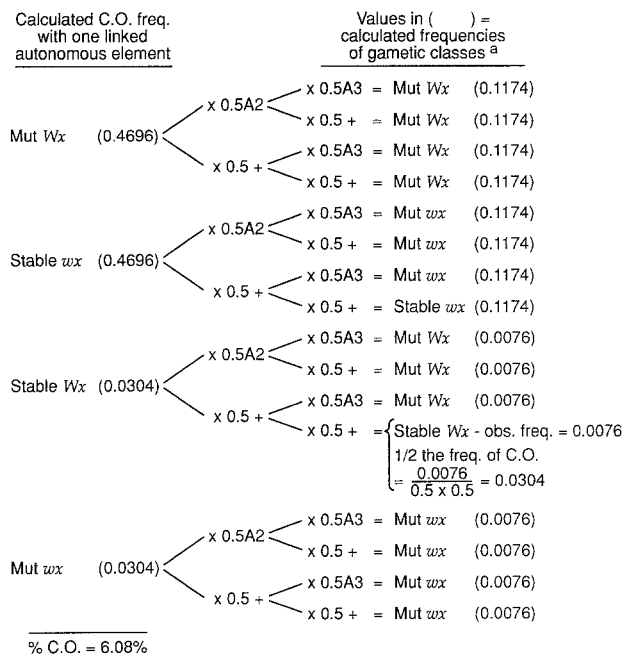 Calculated C.O. freq.
with one linked
autonomous element
Values in ( ) =
calculated frequencies
of gametic classes a
Mut Wx (0.4696)
x 0.5A2
x 0.5A3 = Mut Wx (0.1174)
x 0.5 + = Mut Wx (0.1174)
x 0.5 +
x 0.5A3 = Mut Wx (0.1174)
x 0.5 + = Mut Wx (0.1174)
Stable wx (0.4696)
x 0.5A2
x 0.5A3 = Mut wx (0.1174)
x 0.5 + = Mut wx (0.1174)
x 0.5 +
x 0.5A3 = Mut wx (0.1174)
x 0.5 + = Stable wx (0.1174)
Stable Wx (0.0304)
x 0.5A2
x 0.5A3 = Mut Wx (0.0076)
x 0.5 + = Mut Wx (0.0076)
x 0.5 +
x 0.5A3 = Mut Wx (0.0076)
x 0.5 + = Stable Wx - obs. freq. = 0.0076
1/2 the freq. of C.O.
= 0.0076 / 0.5 x 0.5 = 0.0304
Mut wx (0.0304)
x 0.5A2
x 0.5A3 = Mut wx (0.0076)
x 0.5 + = Mut wx (0.0076)
x 0.5 +
x 0.5A3 = Mut wx (0.0076)
x 0.5 + = Mut wx (0.0076)
% C.O. = 6.08%